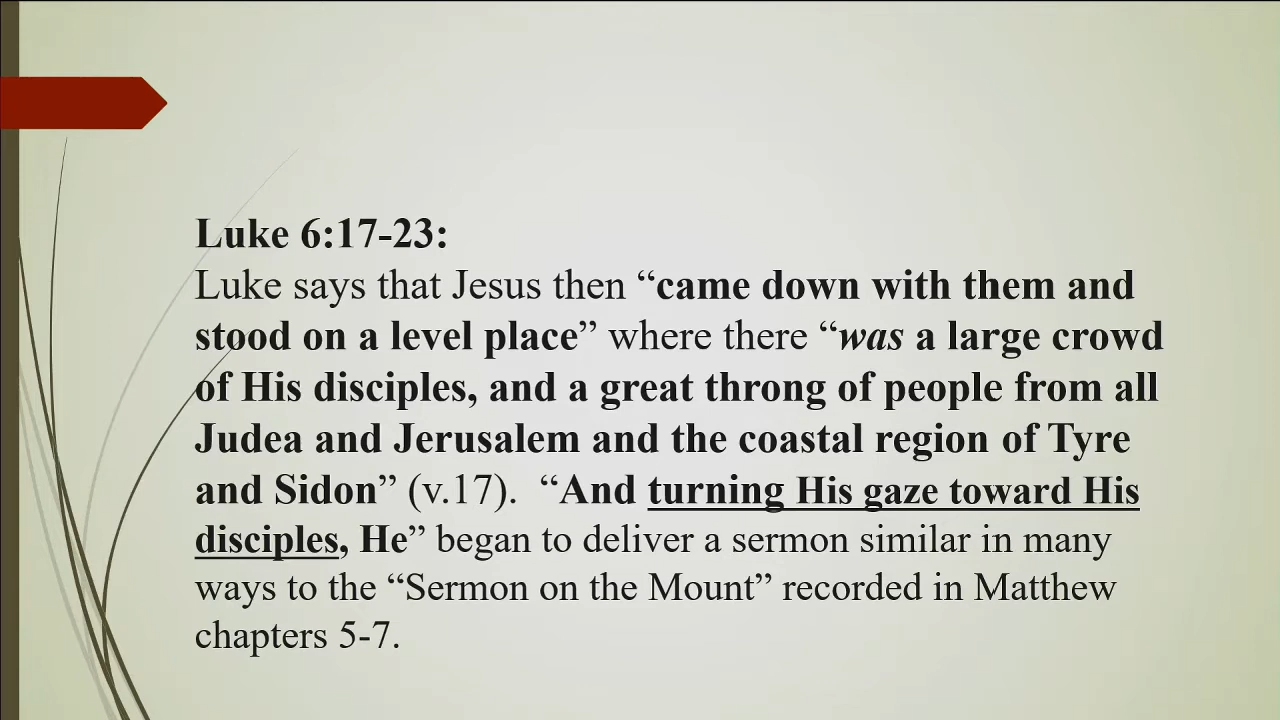 Luke 6:17-23:
Luke says that Jesus then “came down with them and
stood on a level place” where there “was a large crowd
of His disciples, and a great throng of people from all
Judea and Jerusalem and the coastal region of Tyre
and Sidon” (v.17).  “And turning His gaze toward His
disciples, He” began to deliver a sermon similar in many
ways to the “Sermon on the Mount” recorded in Matthew
chapters 5-7.